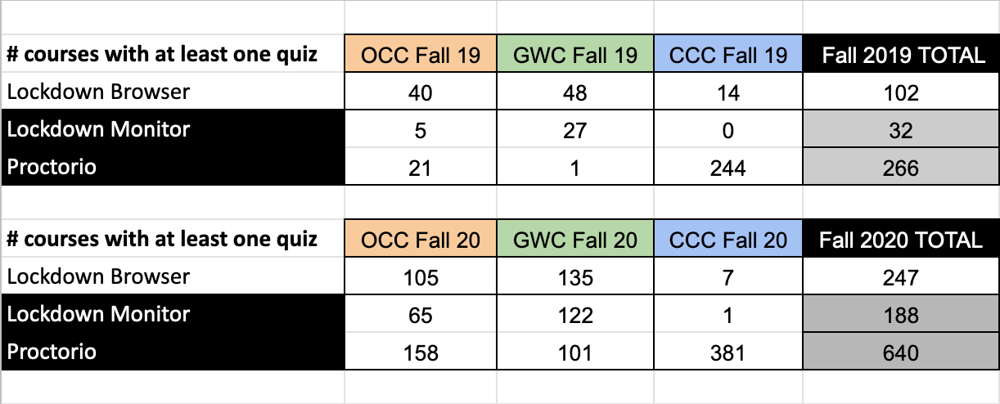 # courses with at least one quiz OCC Fall 19 GWC Fall 19 CCC Fall 19 Fall 2019 TOTAL
Lockdown Browser 40 48 14 102
Lockdown Monitor 5 27 0 32
Proctorio 21 1 244 266
# courses with at least one quiz OCC Fall 20 GWC Fall 20 CCC Fall 20 Fall 2020 TOTAL
Lockdown Browser 105 135 7 247
Lockdown Monitor 65 122 1 188
Proctorio 158 101 381 640